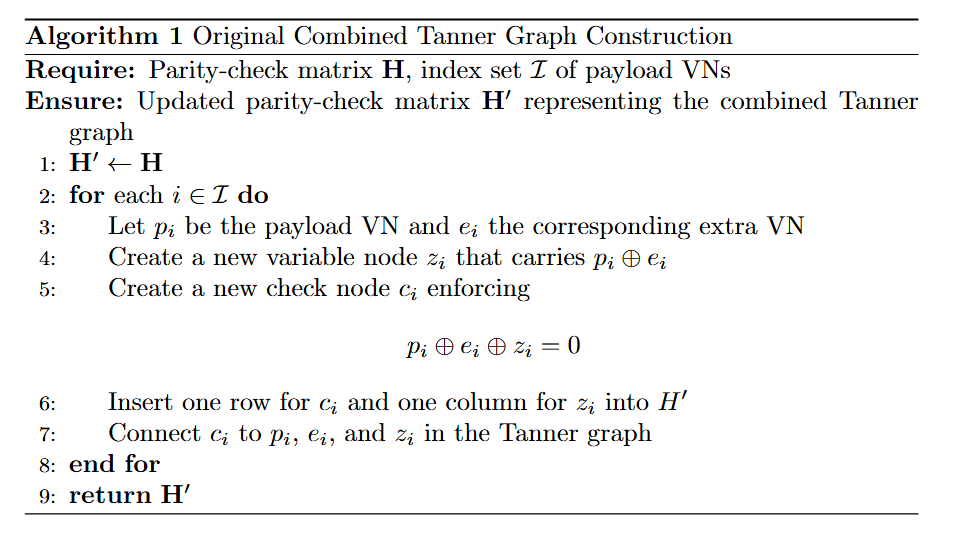 Algorithm 1 Original Combined Tanner Graph Construction
Require: Parity-check matrix H, index set ℐ of payload VNs
Ensure: Updated parity-check matrix H′ representing the combined Tanner
graph
1: H′ ← H
2: for each i ∈ ℐ do
3: Let pᵢ be the payload VN and eᵢ the corresponding extra VN
4: Create a new variable node zᵢ that carries pᵢ ⊕ eᵢ
5: Create a new check node cᵢ enforcing
pᵢ ⊕ eᵢ ⊕ zᵢ = 0
6: Insert one row for cᵢ and one column for zᵢ into H′
7: Connect cᵢ to pᵢ, eᵢ, and zᵢ in the Tanner graph
8: end for
9: return H′